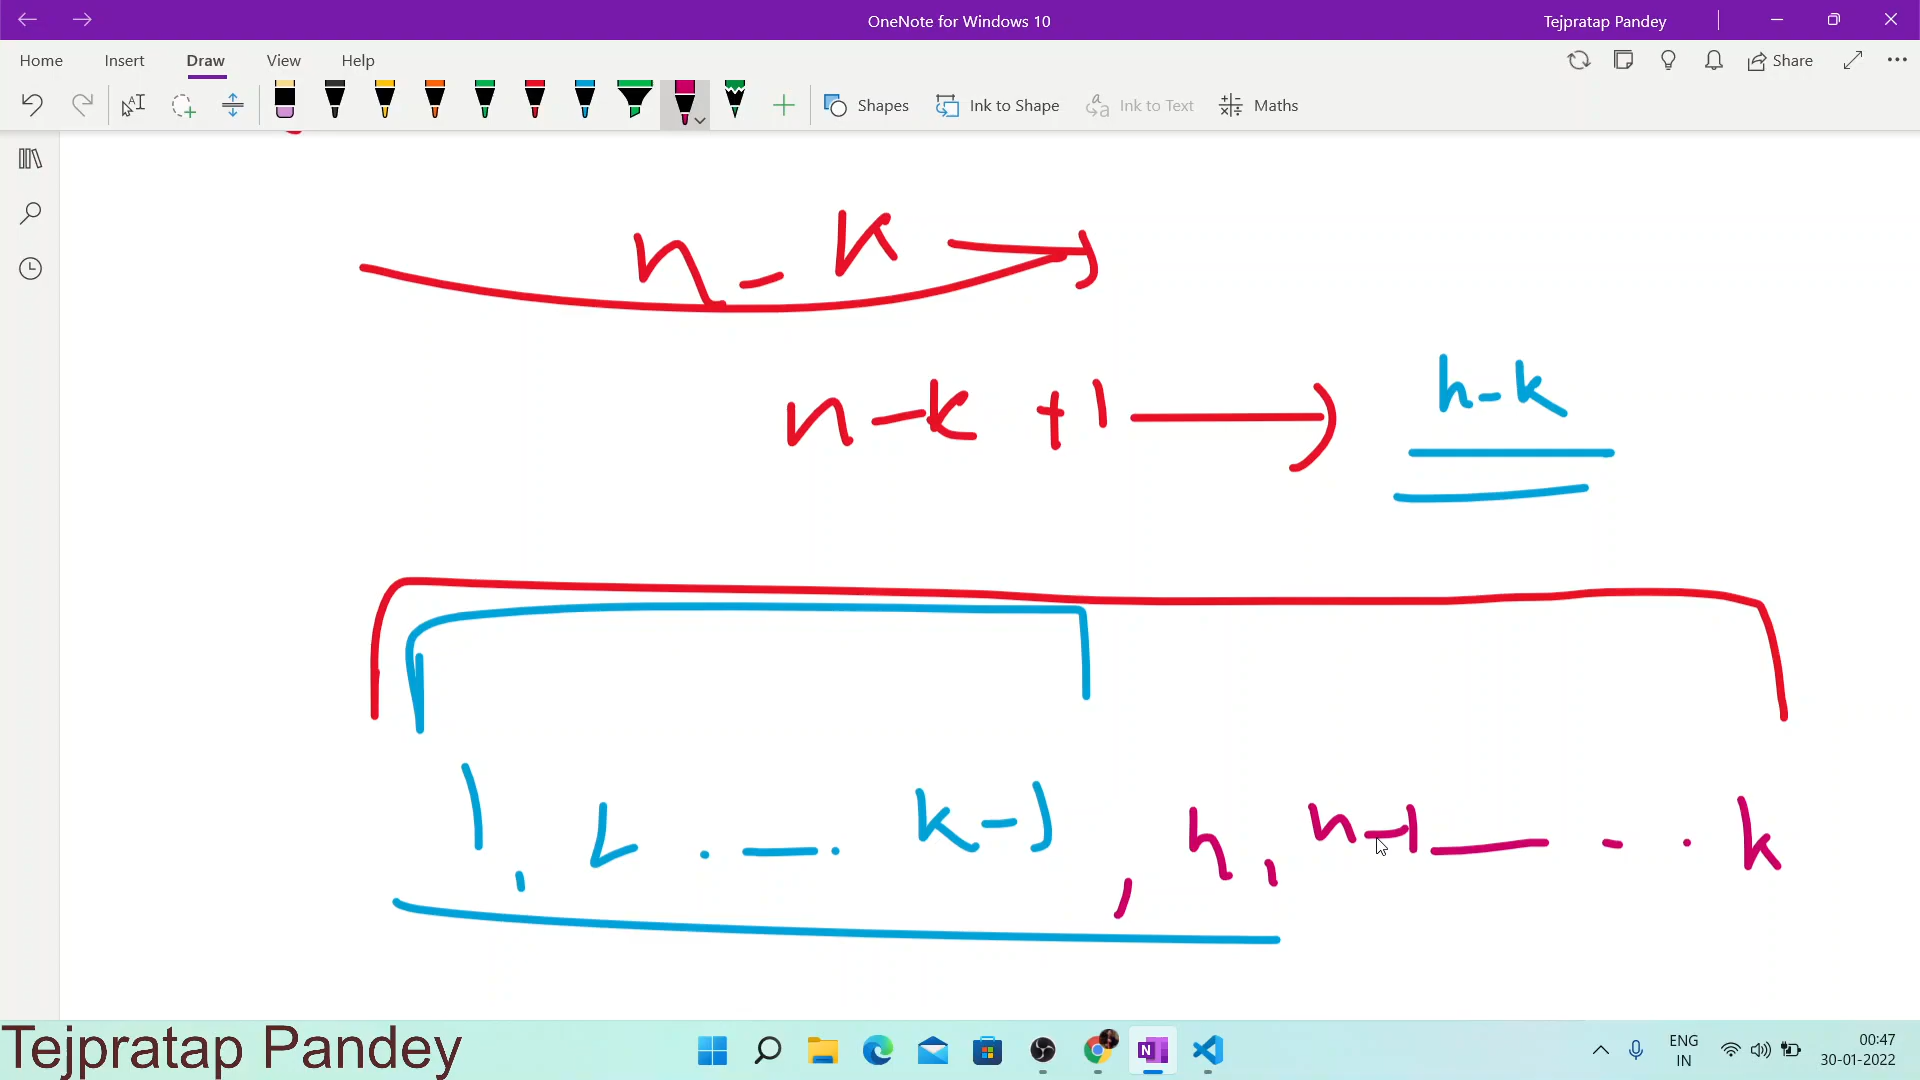 OneNote for Windows 10
Tejpratap Pandey
Home Insert Draw View Help
Share
Shapes Ink to Shape Ink to Text Maths
n - k
n - k + 1
n - k
1, 2 . — . k - 1, n, n-1 — - . k
Tejpratap Pandey
ENG
IN
00:47
30-01-2022